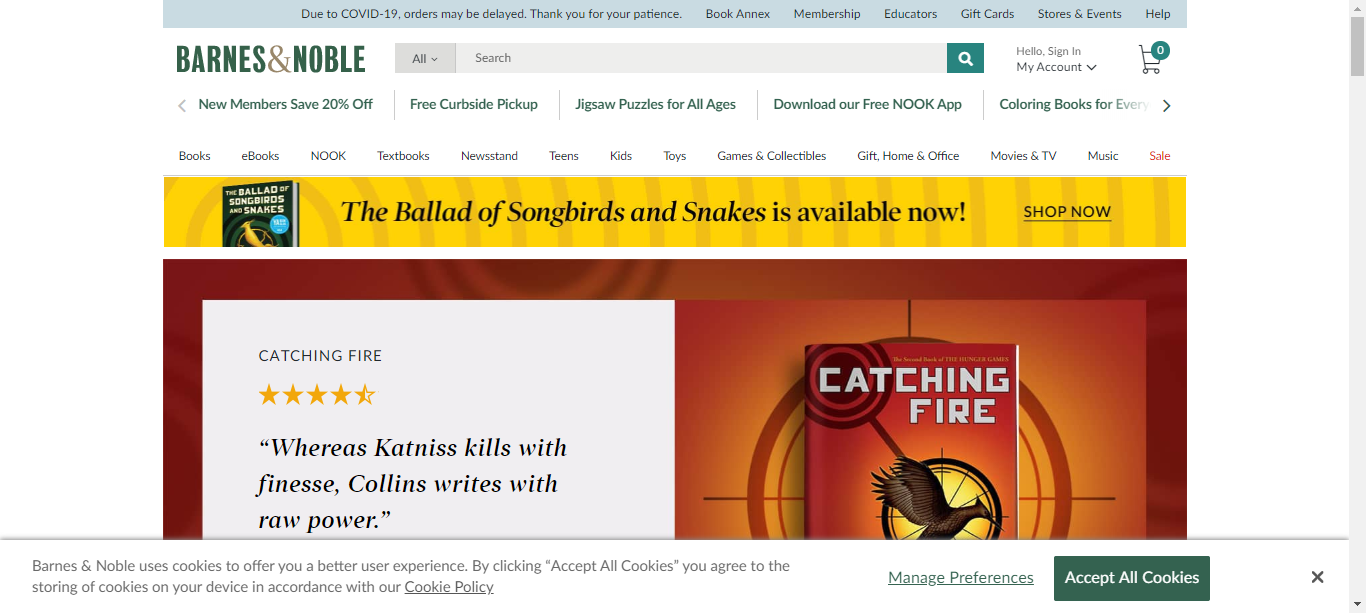 Due to COVID-19, orders may be delayed. Thank you for your patience. Book Annex Membership Educators Gift Cards Stores & Events Help
BARNES&NOBLE
All Search
Hello, Sign In
My Account
0
New Members Save 20% Off Free Curbside Pickup Jigsaw Puzzles for All Ages Download our Free NOOK App Coloring Books for Every
Books eBooks NOOK Textbooks Newsstand Teens Kids Toys Games & Collectibles Gift, Home & Office Movies & TV Music Sale
THE BALLAD OF
SONGBIRDS
AND SNAKES
The Ballad of Songbirds and Snakes is available now! SHOP NOW
CATCHING FIRE
“Whereas Katniss kills with
finesse, Collins writes with
raw power.”
The Second Book of THE HUNGER GAMES
CATCHING
FIRE
Barnes & Noble uses cookies to offer you a better user experience. By clicking “Accept All Cookies” you agree to the
storing of cookies on your device in accordance with our Cookie Policy
Manage Preferences Accept All Cookies